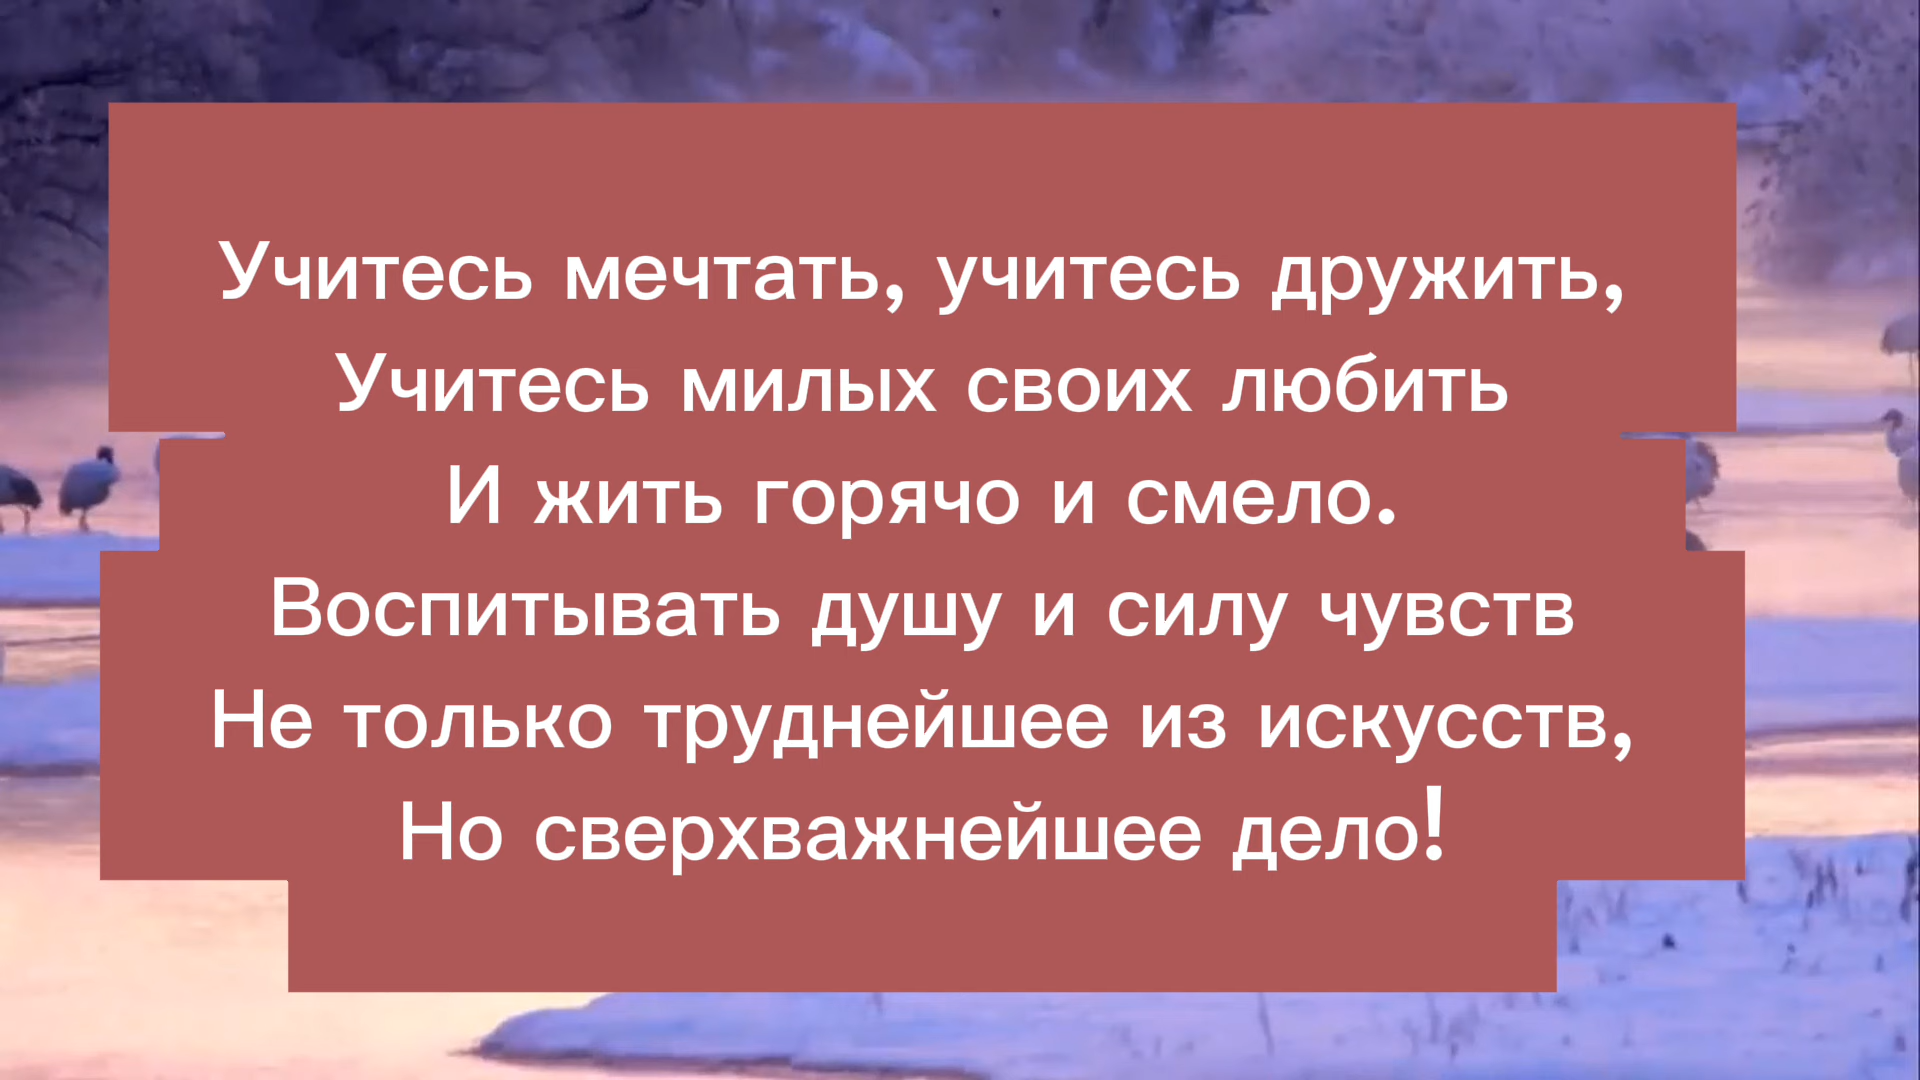 Учитесь мечтать, учитесь дружить,
Учитесь милых своих любить
И жить горячо и смело.
Воспитывать душу и силу чувств
Не только труднейшее из искусств,
Но сверхважнейшее дело!